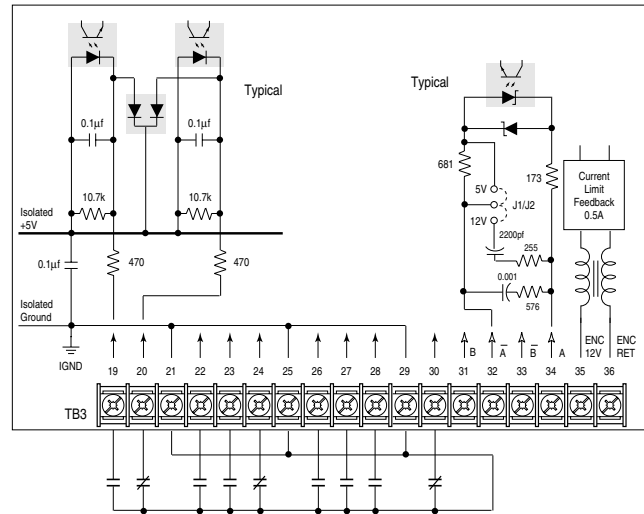 Typical
Typical
0.1µf
0.1µf
681
173
Current
Limit
Feedback
0.5A
5V
J1/J2
12V
10.7k
10.7k
Isolated
+5V
2200pf
255
0.1µf
470
470
0.001
576
Isolated
Ground
IGND
B
A
B
A
ENC
12V
ENC
RET
19 20 21 22 23 24 25 26 27 28 29 30 31 32 33 34 35 36
TB3